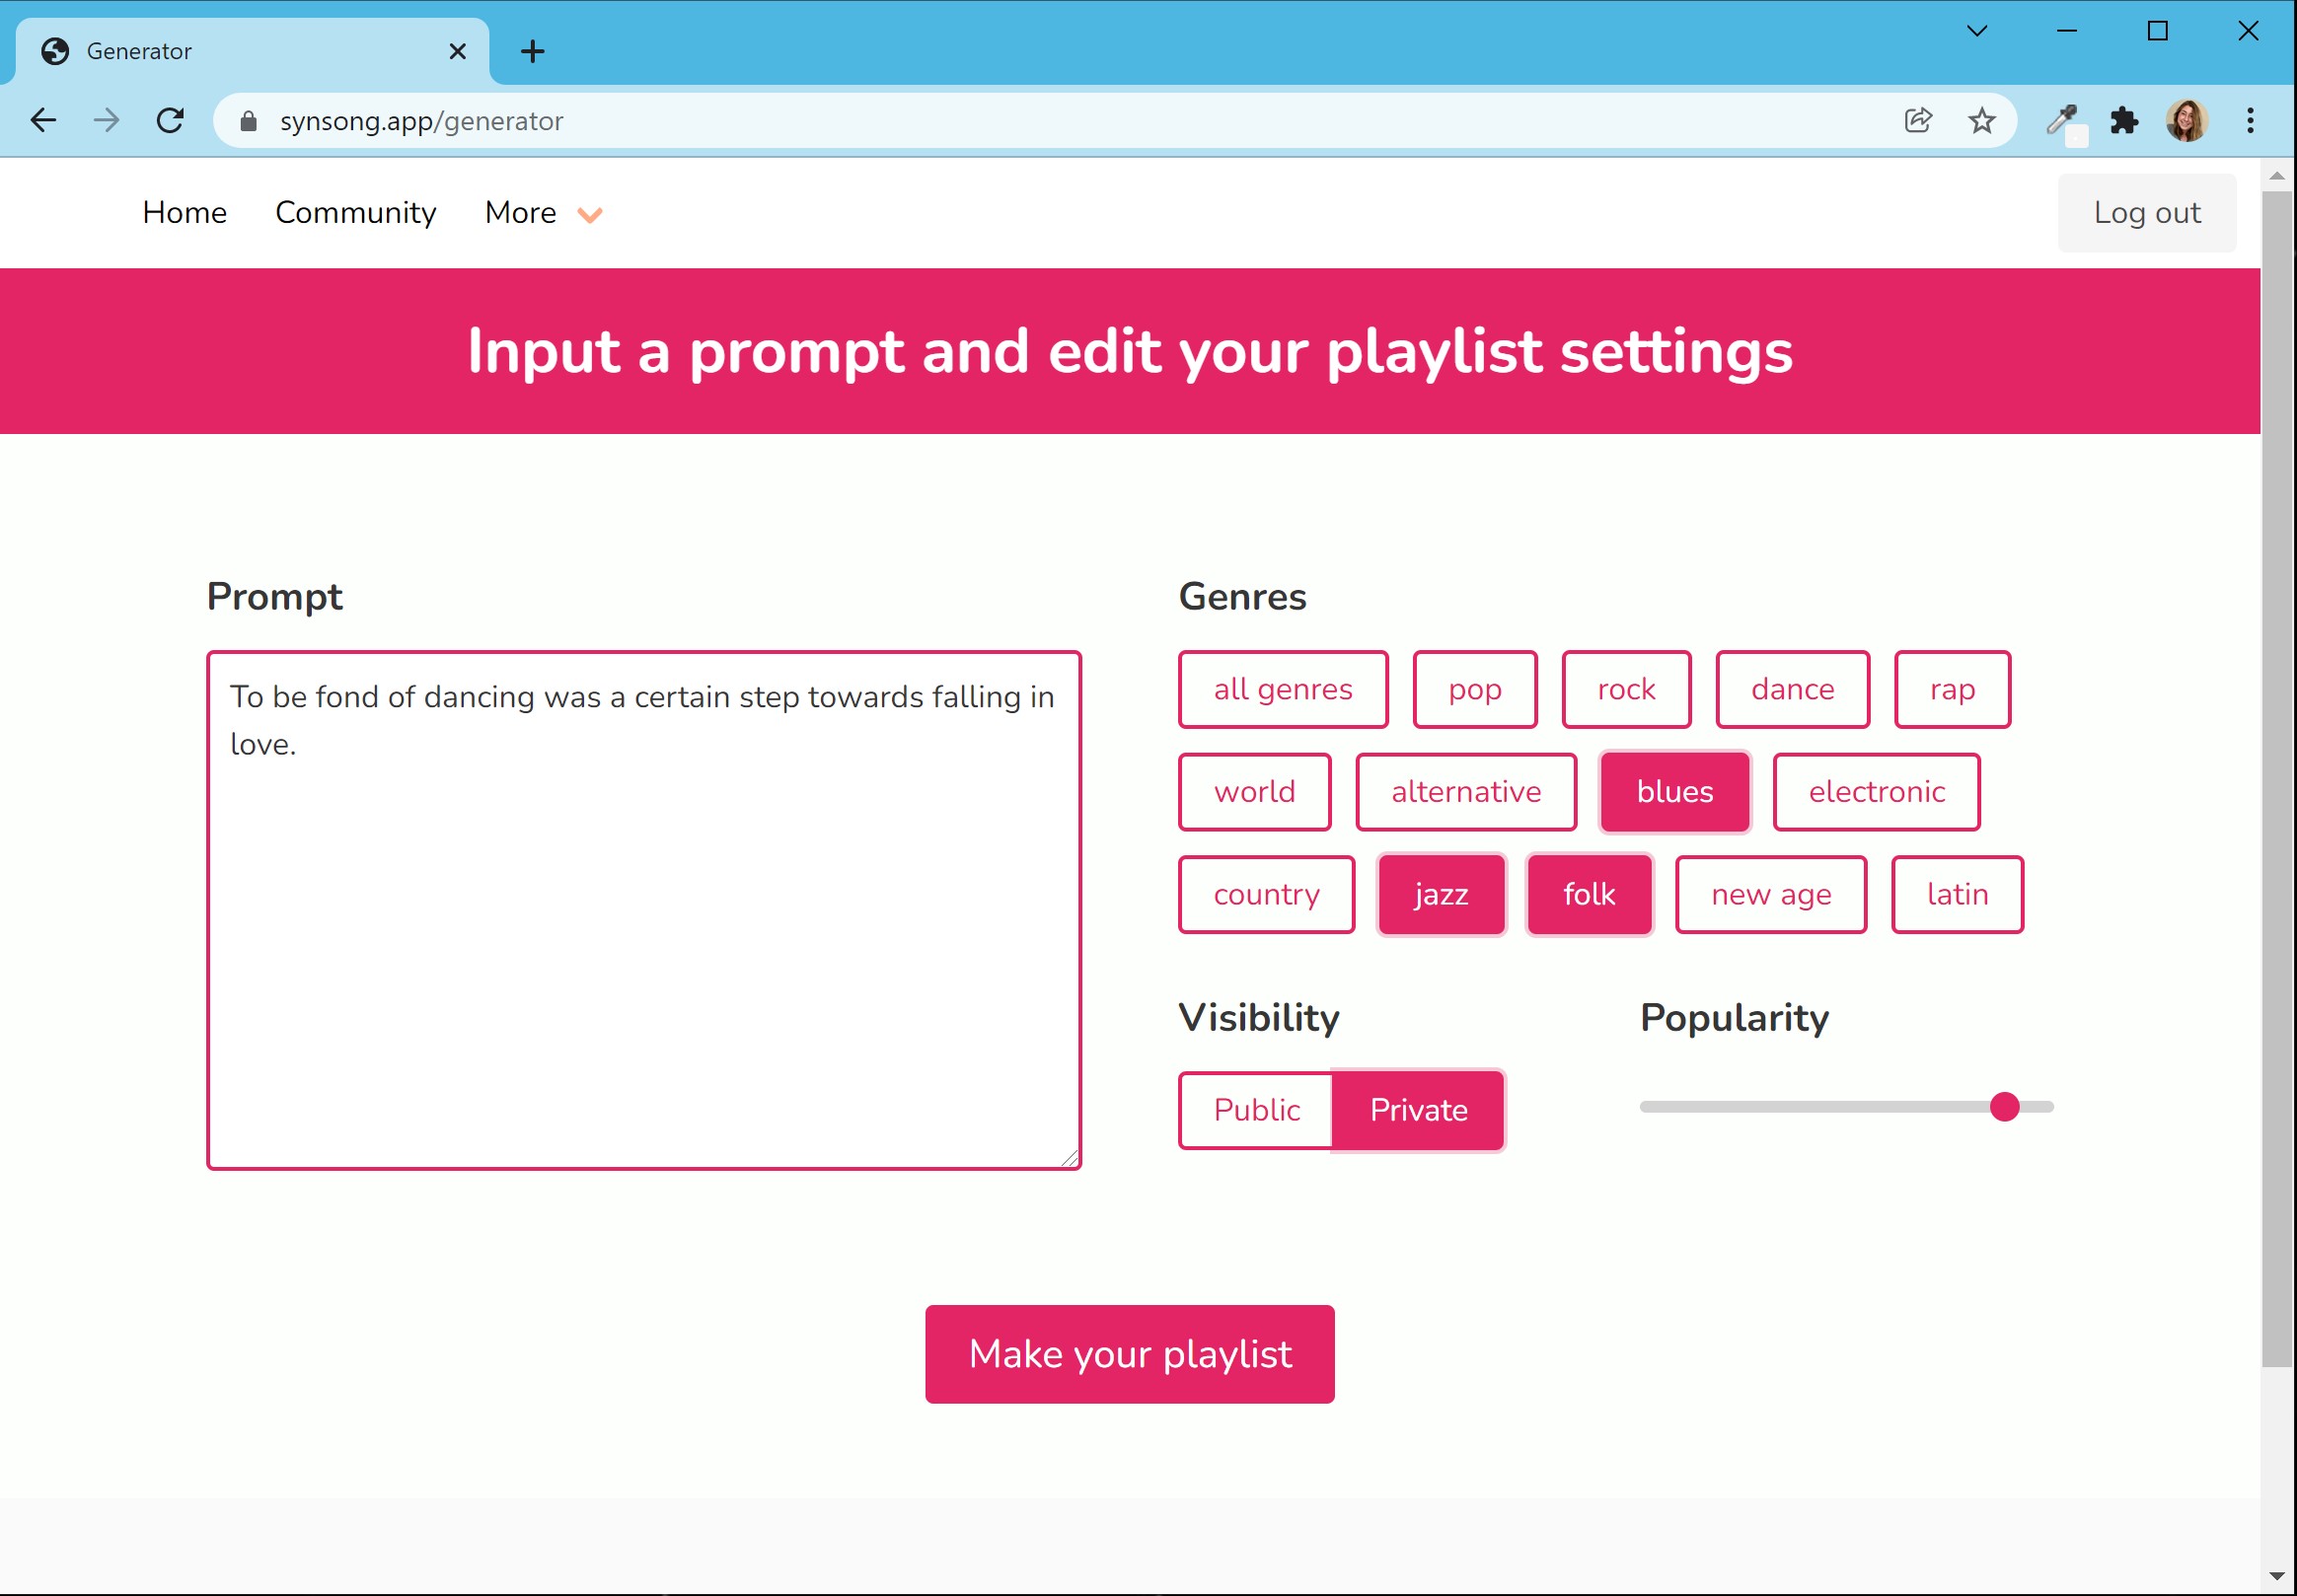 Generator
synsong.app/generator
Home Community More Log out
Input a prompt and edit your playlist settings
Prompt
To be fond of dancing was a certain step towards falling in
love.
Genres
all genres pop rock dance rap
world alternative blues electronic
country jazz folk new age latin
Visibility
Public Private
Popularity
Make your playlist